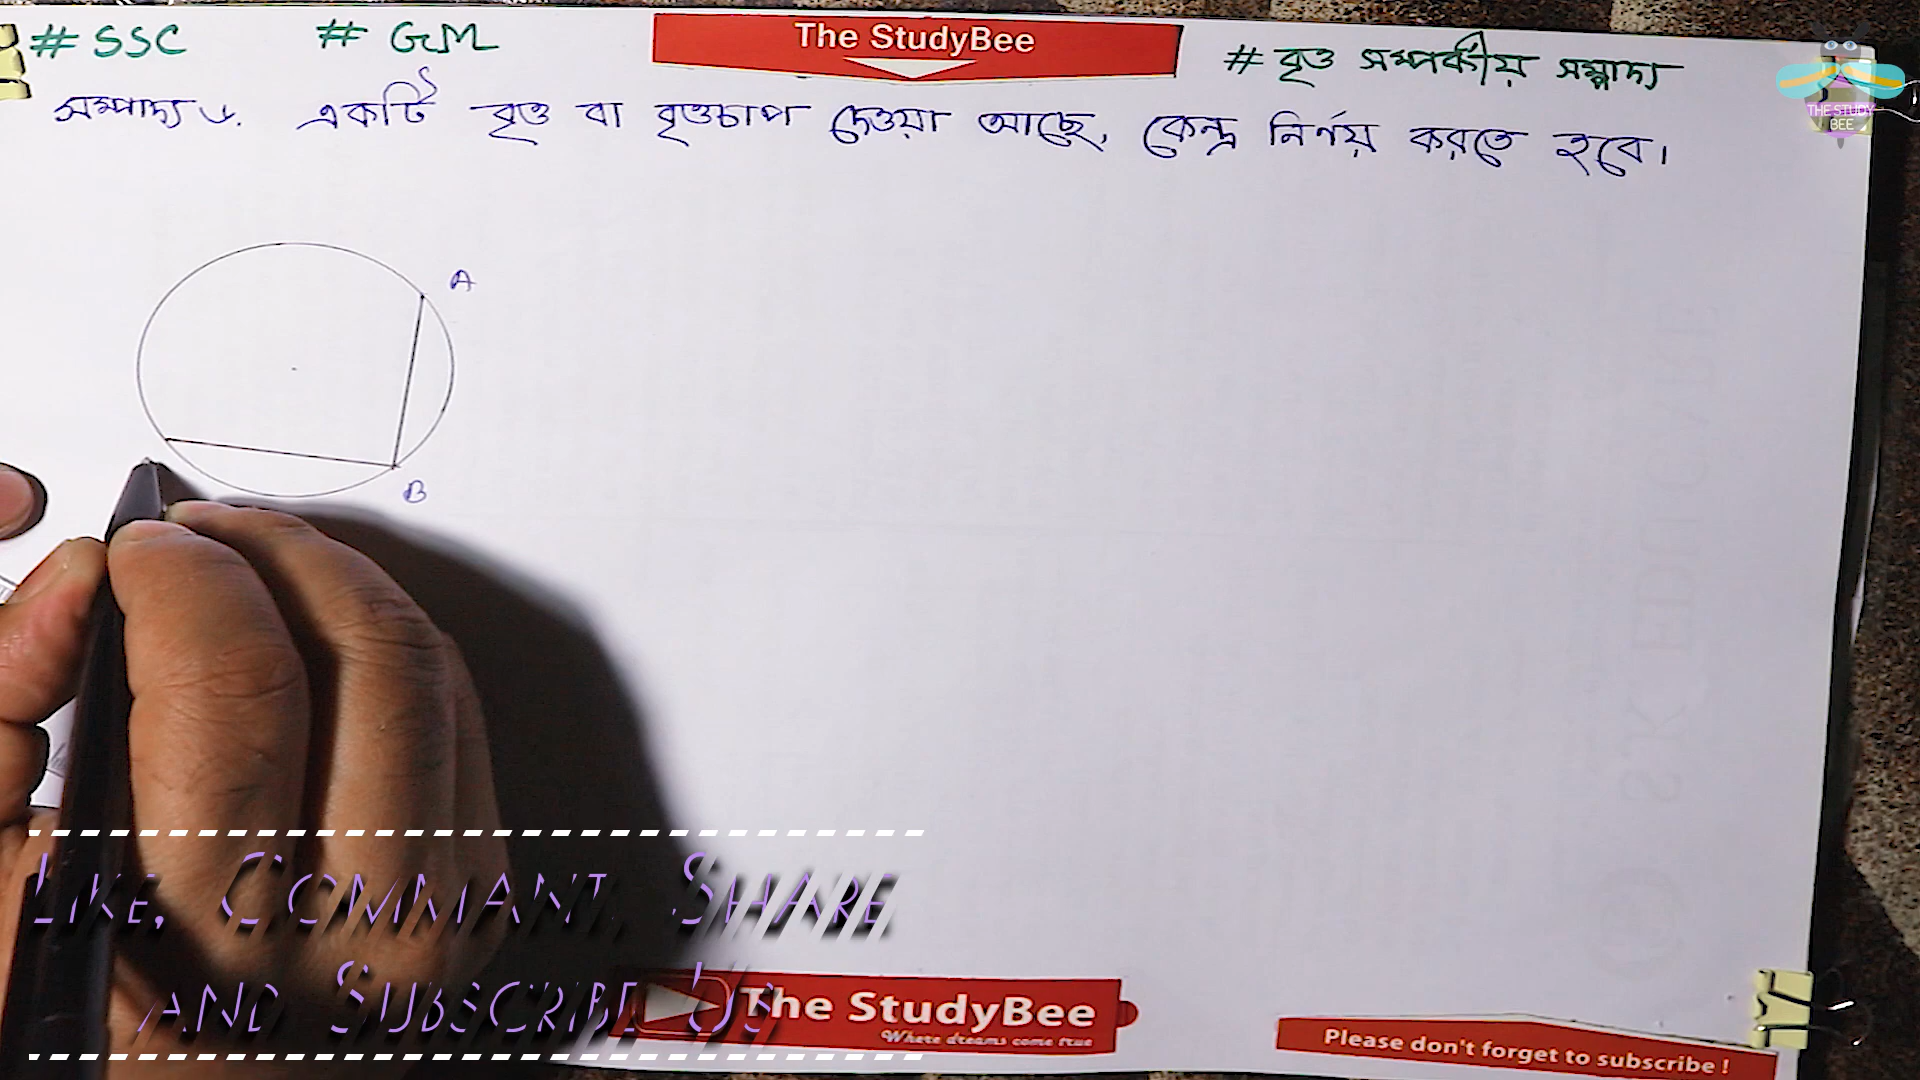 # SSC # GM The StudyBee # বৃত্ত সম্পর্কীয় সম্পাদ্য
THE STUDY
BEE
সম্পাদ্য ৬. একটি বৃত্ত বা বৃত্তচাপ দেওয়া আছে, কেন্দ্র নির্ণয় করতে হবে।
A
B
Like, Commant, Share
and Subscribe Us
The StudyBee
Where dreams come true
Please don't forget to subscribe !